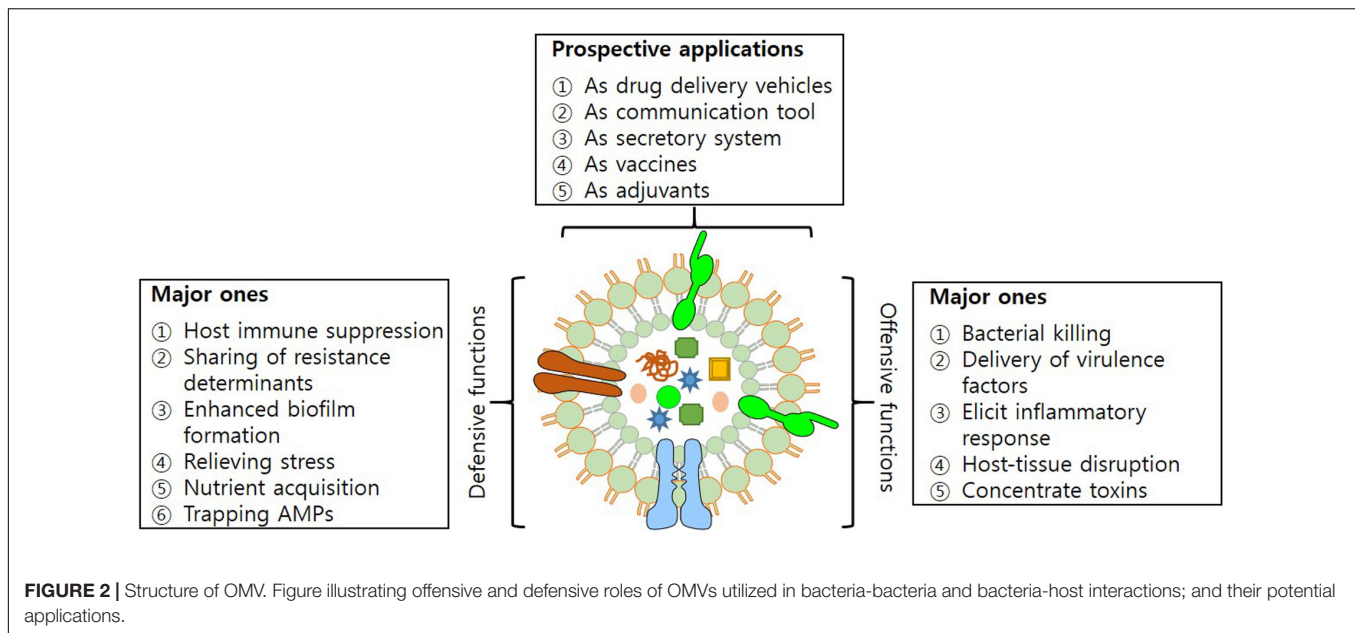 Prospective applications
① As drug delivery vehicles
② As communication tool
③ As secretory system
④ As vaccines
⑤ As adjuvants
Major ones
① Host immune suppression
② Sharing of resistance
determinants
③ Enhanced biofilm
formation
④ Relieving stress
⑤ Nutrient acquisition
⑥ Trapping AMPs
Defensive functions
Offensive functions
Major ones
① Bacterial killing
② Delivery of virulence
factors
③ Elicit inflammatory
response
④ Host-tissue disruption
⑤ Concentrate toxins
FIGURE 2 | Structure of OMV. Figure illustrating offensive and defensive roles of OMVs utilized in bacteria-bacteria and bacteria-host interactions; and their potential
applications.